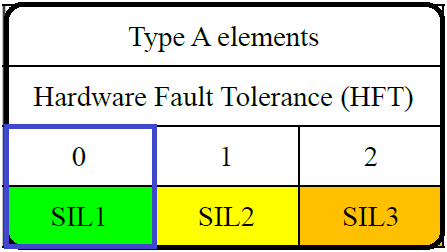 Type A elements
Hardware Fault Tolerance (HFT)
0 1 2
SIL1 SIL2 SIL3